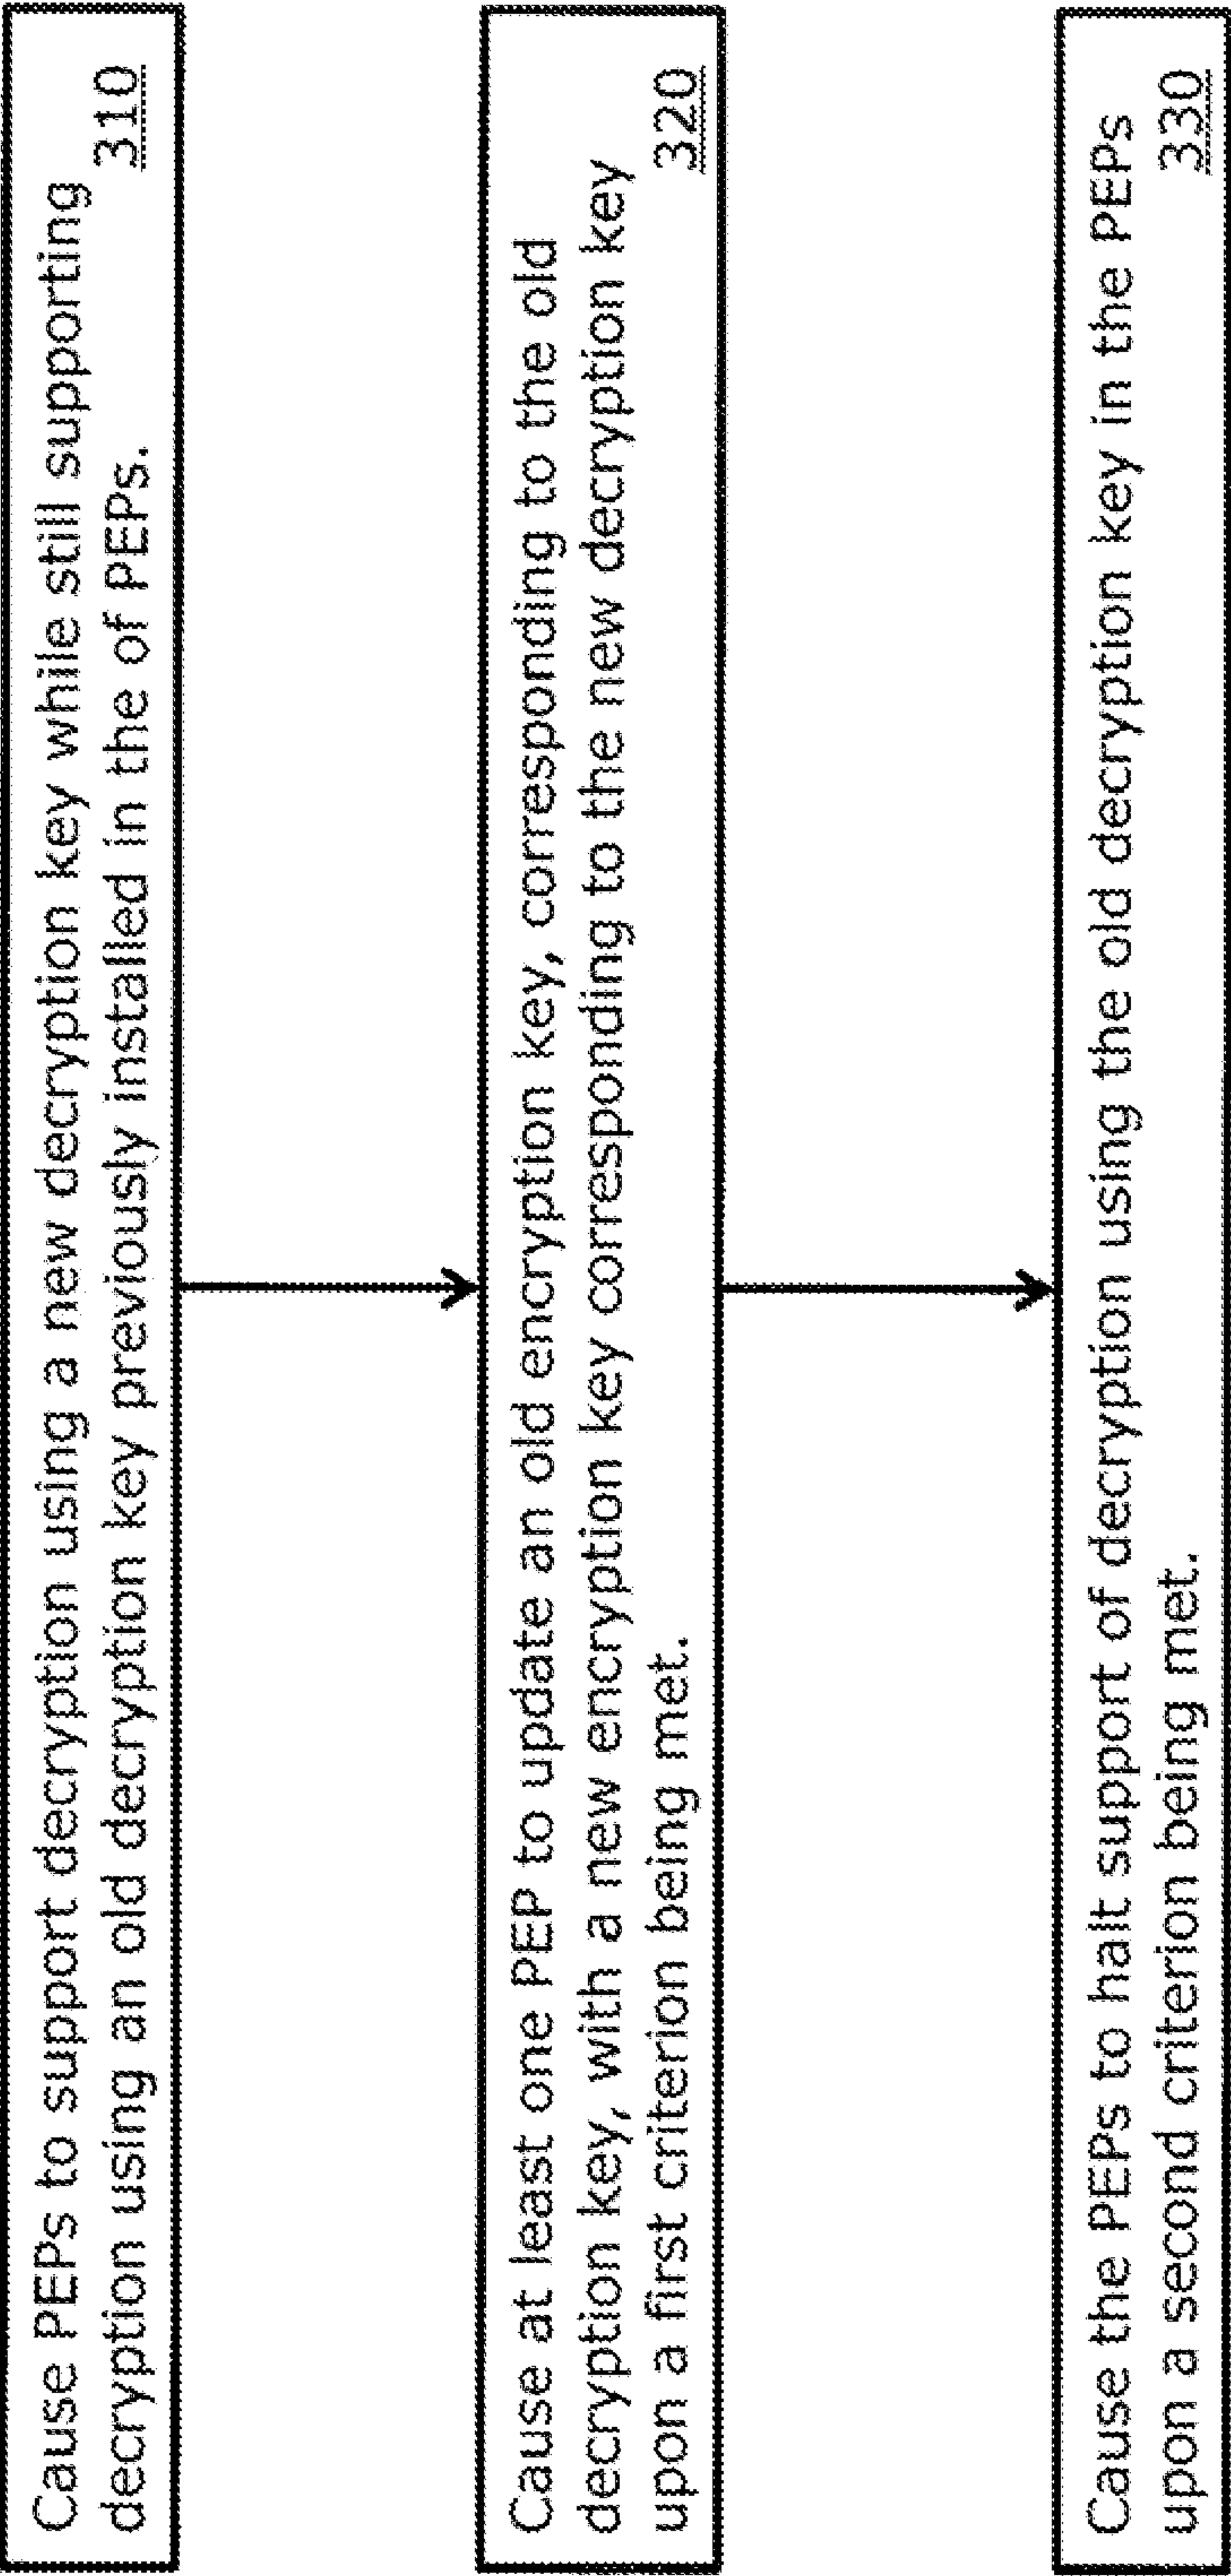 Cause PEPs to support decryption using a new decryption key while still supporting
decryption using an old decryption key previously installed in the of PEPs.
310
Cause at least one PEP to update an old encryption key, corresponding to the old
decryption key, with a new encryption key corresponding to the new decryption key
upon a first criterion being met.
320
Cause the PEPs to halt support of decryption using the old decryption key in the PEPs
upon a second criterion being met.
330